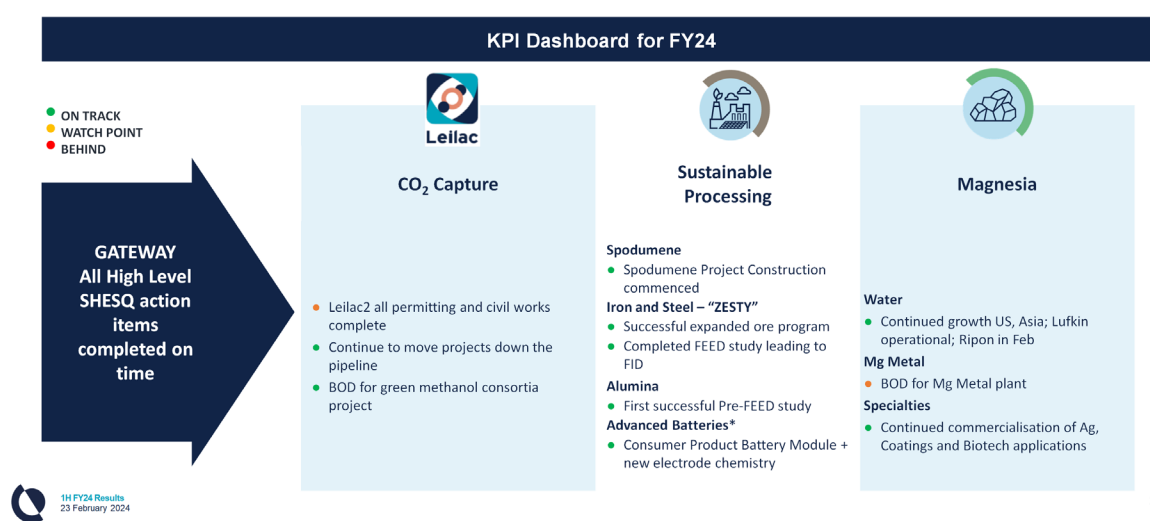 KPI Dashboard for FY24
ON TRACK
WATCH POINT
BEHIND
GATEWAY
All High Level
SHESQ action
items
completed on
time
Leilac
CO₂ Capture
Leilac2 all permitting and civil works
complete
Continue to move projects down the
pipeline
BOD for green methanol consortia
project
Sustainable
Processing
Spodumene
Spodumene Project Construction
commenced
Iron and Steel – “ZESTY”
Successful expanded ore program
Completed FEED study leading to
FID
Alumina
First successful Pre-FEED study
Advanced Batteries*
Consumer Product Battery Module +
new electrode chemistry
Magnesia
Water
Continued growth US, Asia; Lufkin
operational; Ripon in Feb
Mg Metal
BOD for Mg Metal plant
Specialties
Continued commercialisation of Ag,
Coatings and Biotech applications
1H FY24 Results
23 February 2024